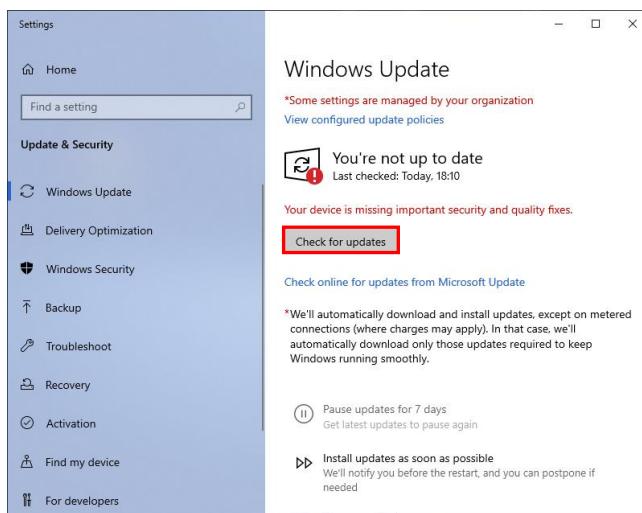 Settings
Home
Find a setting
Update & Security
Windows Update
Delivery Optimization
Windows Security
Backup
Troubleshoot
Recovery
Activation
Find my device
For developers
Windows Update
*Some settings are managed by your organization
View configured update policies
You're not up to date
Last checked: Today, 18:10
Your device is missing important security and quality fixes.
Check for updates
Check online for updates from Microsoft Update
*We'll automatically download and install updates, except on metered
connections (where charges may apply). In that case, we'll
automatically download only those updates required to keep
Windows running smoothly.
Pause updates for 7 days
Get latest updates to pause again
Install updates as soon as possible
We'll notify you before the restart, and you can postpone if
needed